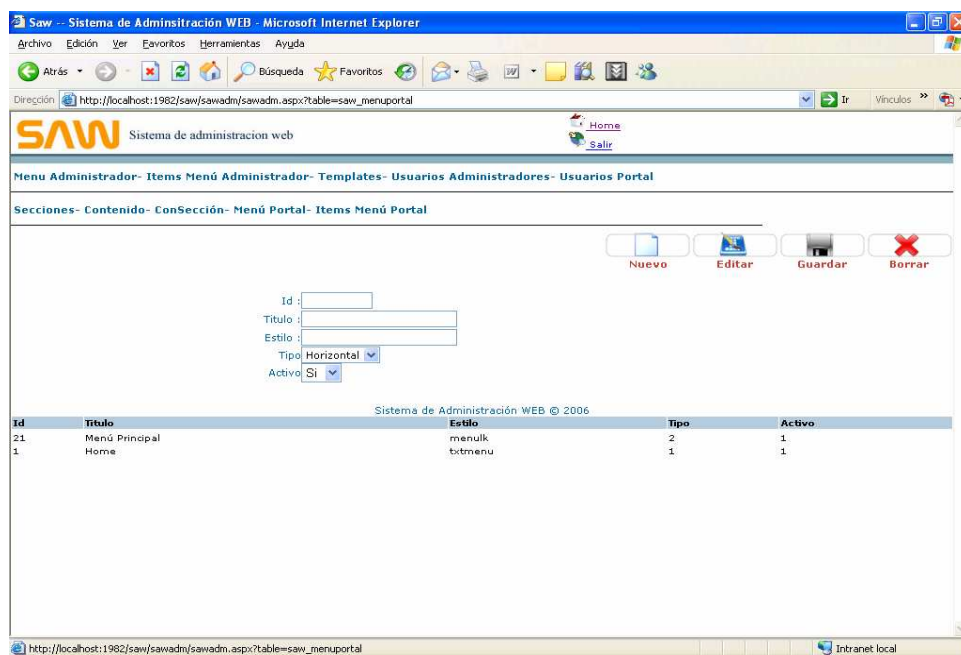 Saw -- Sistema de Adminsitración WEB - Microsoft Internet Explorer
Archivo Edición Ver Favoritos Herramientas Ayuda
Atrás Búsqueda Favoritos
Dirección http://localhost:1982/saw/sawadm/sawadm.aspx?table=saw_menuportal Ir Vínculos »
SAW Sistema de administracion web
Home
Salir
Menu Administrador- Items Menú Administrador- Templates- Usuarios Administradores- Usuarios Portal
Secciones- Contenido- ConSección- Menú Portal- Items Menú Portal
Nuevo Editar Guardar Borrar
Id :
Titulo :
Estilo :
Tipo Horizontal
Activo Si
Sistema de Administración WEB © 2006
Id Titulo Estilo Tipo Activo
21 Menú Principal menulk 2 1
1 Home txtmenu 1 1
http://localhost:1982/saw/sawadm/sawadm.aspx?table=saw_menuportal Intranet local